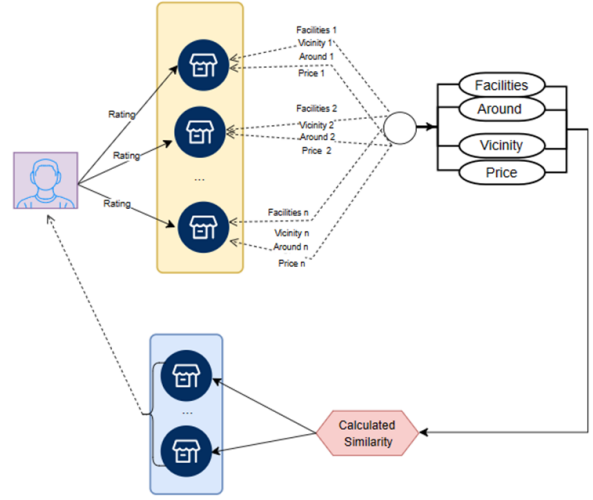 Facilities 1
Vicinity 1
Around 1
Price 1
Rating
Facilities 2
Vicinity 2
Around 2
Price 2
Rating
...
Rating
Facilities n
Vicinity n
Around n
Price n
Facilities
Around
Vicinity
Price
...
Calculated
Similarity